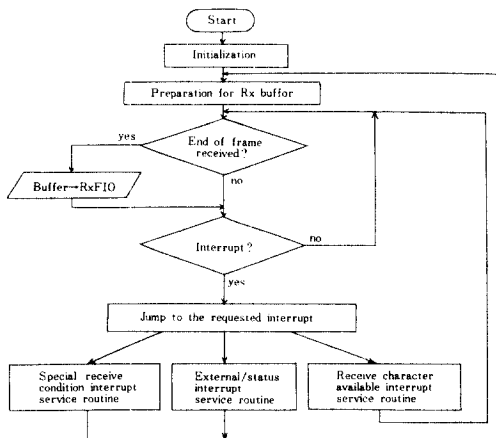 Start
Initialization
Preparation for Rx buffer
yes
End of frame
received?
Buffer→RxFIO
no
Interrupt?
no
yes
Jump to the requested interrupt
Special receive
condition interrupt
service routine
External/status
interrupt
service routine
Receive character
available interrupt
service routine